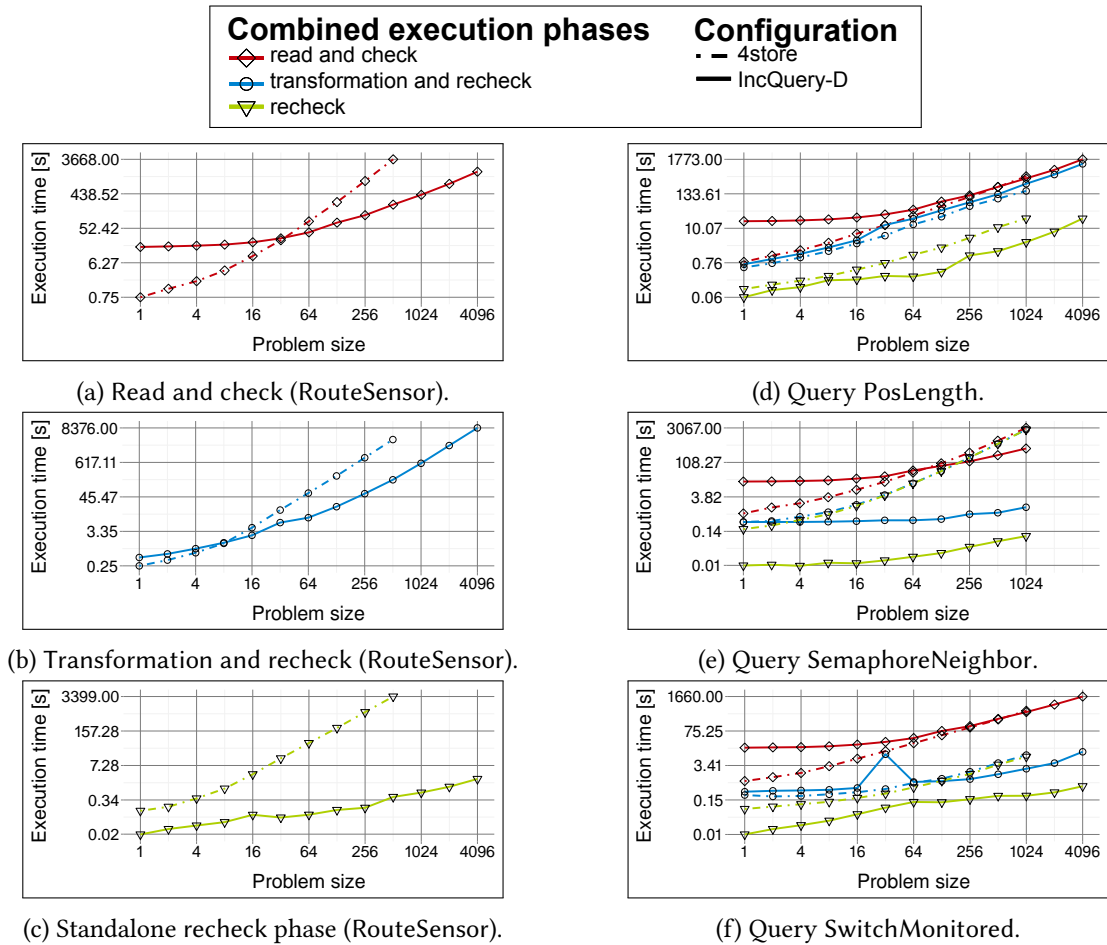 Combined execution phases
read and check
transformation and recheck
recheck
Configuration
4store
IncQuery-D
Execution time [s]
3668.00
438.52
52.42
6.27
0.75
1 4 16 64 256 1024 4096
Problem size
(a) Read and check (RouteSensor).
Execution time [s]
8376.00
617.11
45.47
3.35
0.25
1 4 16 64 256 1024 4096
Problem size
(b) Transformation and recheck (RouteSensor).
Execution time [s]
3399.00
157.28
7.28
0.34
0.02
1 4 16 64 256 1024 4096
Problem size
(c) Standalone recheck phase (RouteSensor).
Execution time [s]
1773.00
133.61
10.07
0.76
0.06
1 4 16 64 256 1024 4096
Problem size
(d) Query PosLength.
Execution time [s]
3067.00
108.27
3.82
0.14
0.01
1 4 16 64 256 1024
Problem size
(e) Query SemaphoreNeighbor.
Execution time [s]
1660.00
75.25
3.41
0.15
0.01
1 4 16 64 256 1024 4096
Problem size
(f) Query SwitchMonitored.